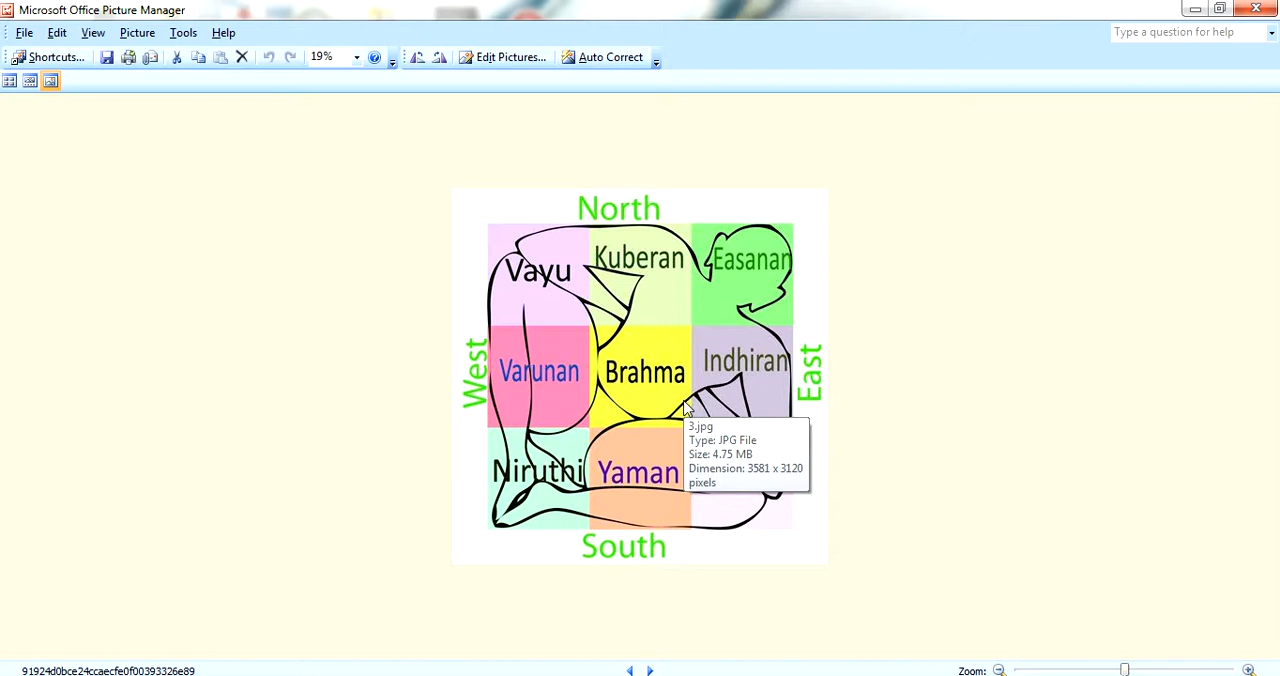 Microsoft Office Picture Manager
File Edit View Picture Tools Help
Type a question for help
Shortcuts... 19% Edit Pictures... Auto Correct
North
Vayu Kuberan Easanan
West Varunan Brahma Indhiran East
3.jpg
Type: JPG File
Size: 4.75 MB
Dimension: 3581 x 3120
pixels
Niruthi Yaman
South
91924d0bce24ccaecfe0f00393326e89
Zoom: